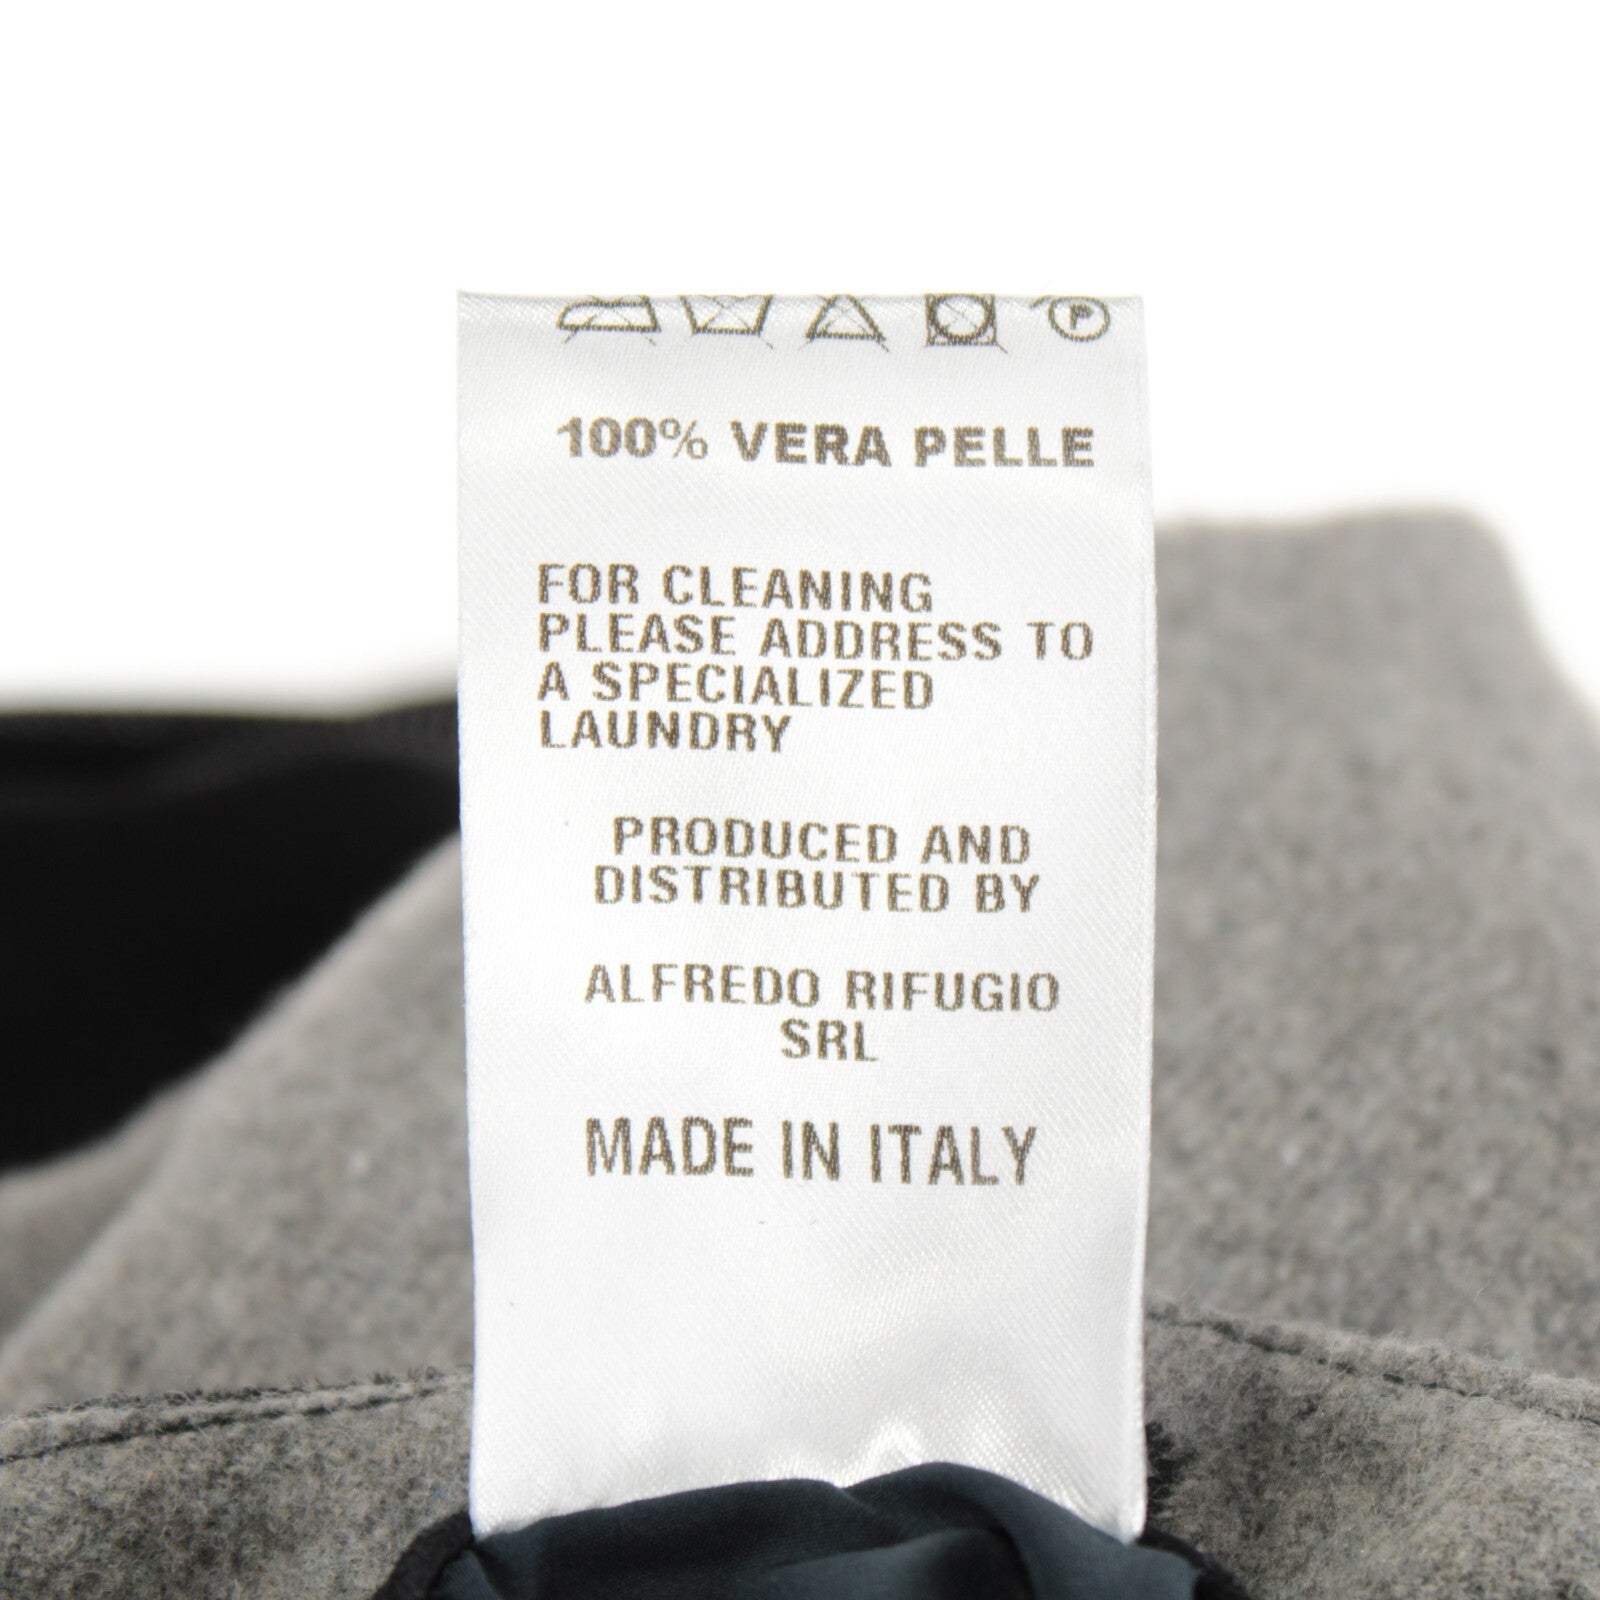 P
100% VERA PELLE
FOR CLEANING
PLEASE ADDRESS TO
A SPECIALIZED
LAUNDRY
PRODUCED AND
DISTRIBUTED BY
ALFREDO RIFUGIO
SRL
MADE IN ITALY